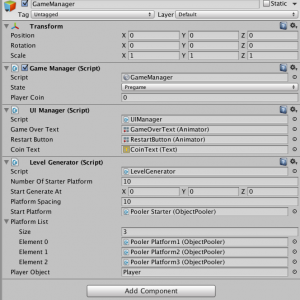 GameManager
Static
Tag Untagged Layer Default
Transform
Position X 0 Y 0 Z 0
Rotation X 0 Y 0 Z 0
Scale X 1 Y 1 Z 1
Game Manager (Script)
Script GameManager
State Pregame
Player Coin 0
UI Manager (Script)
Script UIManager
Game Over Text GameOverText (Animator)
Restart Button RestartButton (Animator)
Coin Text CoinText (Text)
Level Generator (Script)
Script LevelGenerator
Number Of Starter Platform 10
Start Generate At X 0 Y 0 Z 0
Platform Spacing 10
Start Platform Pooler Starter (ObjectPooler)
Platform List
Size 3
Element 0 Pooler Platform1 (ObjectPooler)
Element 1 Pooler Platform2 (ObjectPooler)
Element 2 Pooler Platform3 (ObjectPooler)
Player Object Player
Add Component